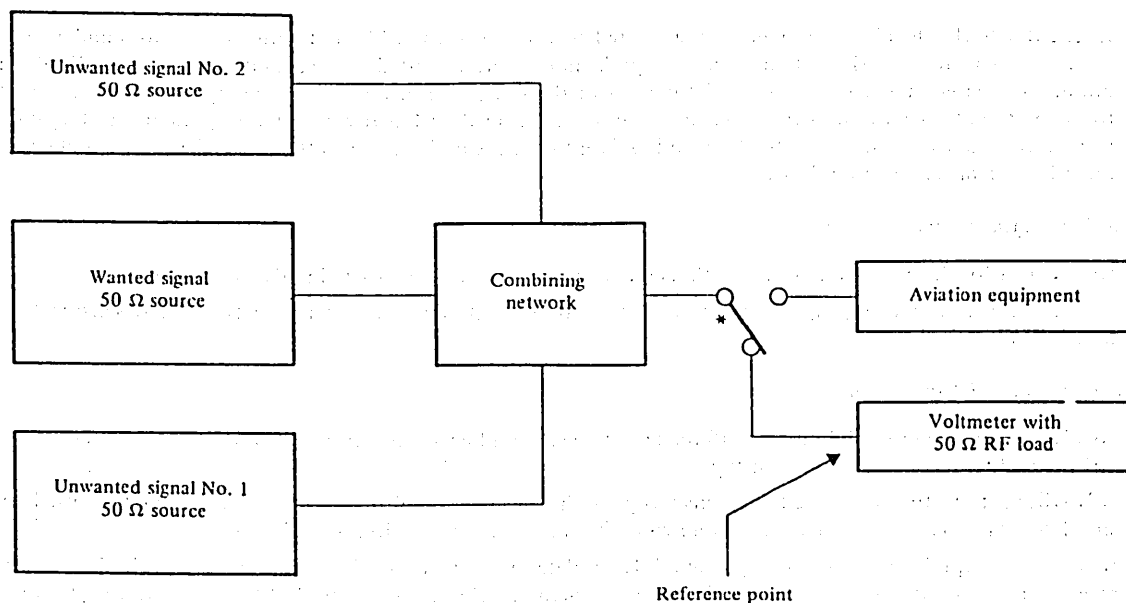 Unwanted signal No. 2
50 Ω source
Wanted signal
50 Ω source
Combining
network
*
Aviation equipment
Voltmeter with
50 Ω RF load
Unwanted signal No. 1
50 Ω source
Reference point